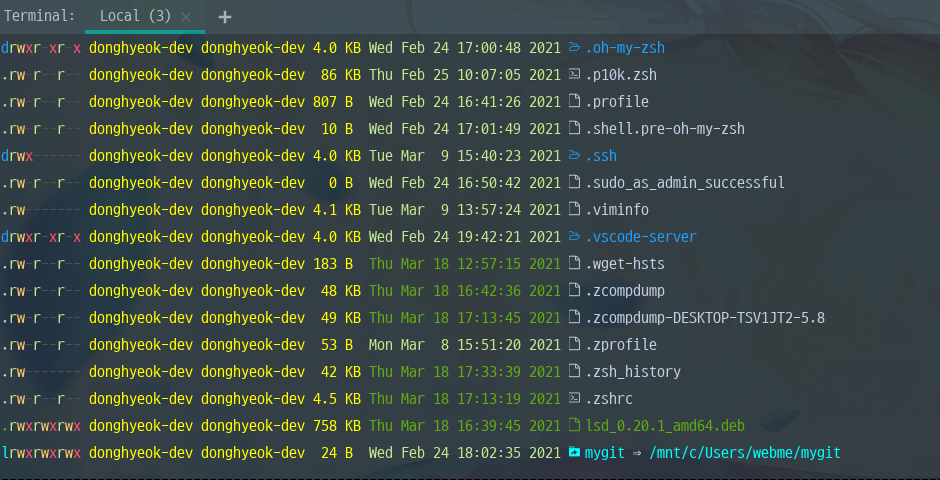 Terminal: Local (3) × +
drwxr-xr-x donghyeok-dev donghyeok-dev 4.0 KB Wed Feb 24 17:00:48 2021 .oh-my-zsh
.rw-r--r-- donghyeok-dev donghyeok-dev  86 KB Thu Feb 25 10:07:05 2021 .p10k.zsh
.rw-r--r-- donghyeok-dev donghyeok-dev 807 B  Wed Feb 24 16:41:26 2021 .profile
.rw-r--r-- donghyeok-dev donghyeok-dev  10 B  Wed Feb 24 17:01:49 2021 .shell.pre-oh-my-zsh
drwx------ donghyeok-dev donghyeok-dev 4.0 KB Tue Mar  9 15:40:23 2021 .ssh
.rw-r--r-- donghyeok-dev donghyeok-dev   0 B  Wed Feb 24 16:50:42 2021 .sudo_as_admin_successful
.rw------- donghyeok-dev donghyeok-dev 4.1 KB Tue Mar  9 13:57:24 2021 .viminfo
drwxr-xr-x donghyeok-dev donghyeok-dev 4.0 KB Wed Feb 24 19:42:21 2021 .vscode-server
.rw-r--r-- donghyeok-dev donghyeok-dev 183 B  Thu Mar 18 12:57:15 2021 .wget-hsts
.rw-r--r-- donghyeok-dev donghyeok-dev  48 KB Thu Mar 18 16:42:36 2021 .zcompdump
.rw-r--r-- donghyeok-dev donghyeok-dev  49 KB Thu Mar 18 17:13:45 2021 .zcompdump-DESKTOP-TSV1JT2-5.8
.rw-r--r-- donghyeok-dev donghyeok-dev  53 B  Mon Mar  8 15:51:20 2021 .zprofile
.rw------- donghyeok-dev donghyeok-dev  42 KB Thu Mar 18 17:33:39 2021 .zsh_history
.rw-r--r-- donghyeok-dev donghyeok-dev 4.5 KB Thu Mar 18 17:13:19 2021 .zshrc
.rwxrwxrwx donghyeok-dev donghyeok-dev 758 KB Thu Mar 18 16:39:45 2021 lsd_0.20.1_amd64.deb
lrwxrwxrwx donghyeok-dev donghyeok-dev  24 B  Wed Feb 24 18:02:35 2021 mygit ⇒ /mnt/c/Users/webme/mygit